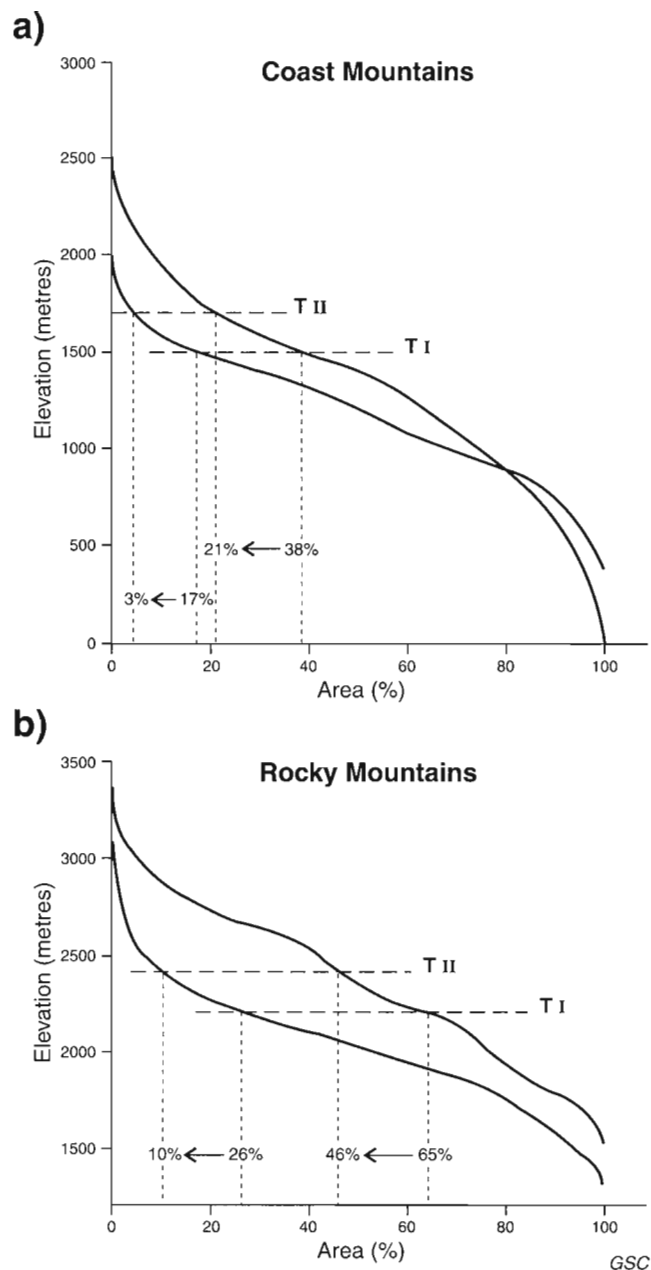 a)
Coast Mountains
3000
2500
2000
1500
1000
500
0
Elevation (metres)
T II
T I
21% 38%
3% 17%
0 20 40 60 80 100
Area (%)
b)
Rocky Mountains
3500
3000
2500
2000
1500
Elevation (metres)
T II
T I
10% 26% 46% 65%
0 20 40 60 80 100
Area (%)
GSC